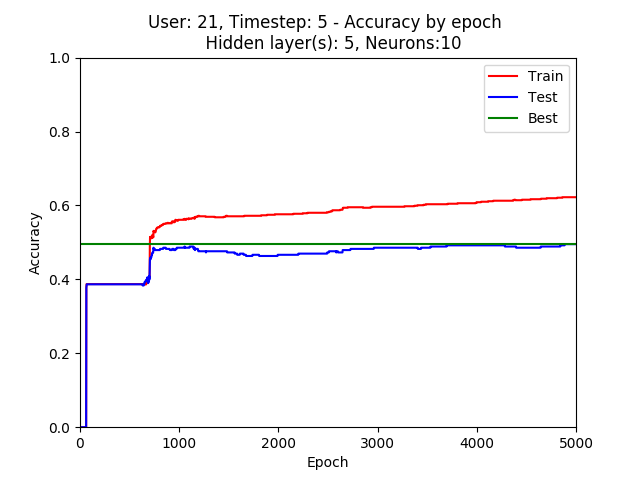 User: 21, Timestep: 5 - Accuracy by epoch
Hidden layer(s): 5, Neurons:10
Train
Test
Best
1.0
0.8
0.6
0.4
0.2
0.0
Accuracy
0
1000
2000
3000
4000
5000
Epoch